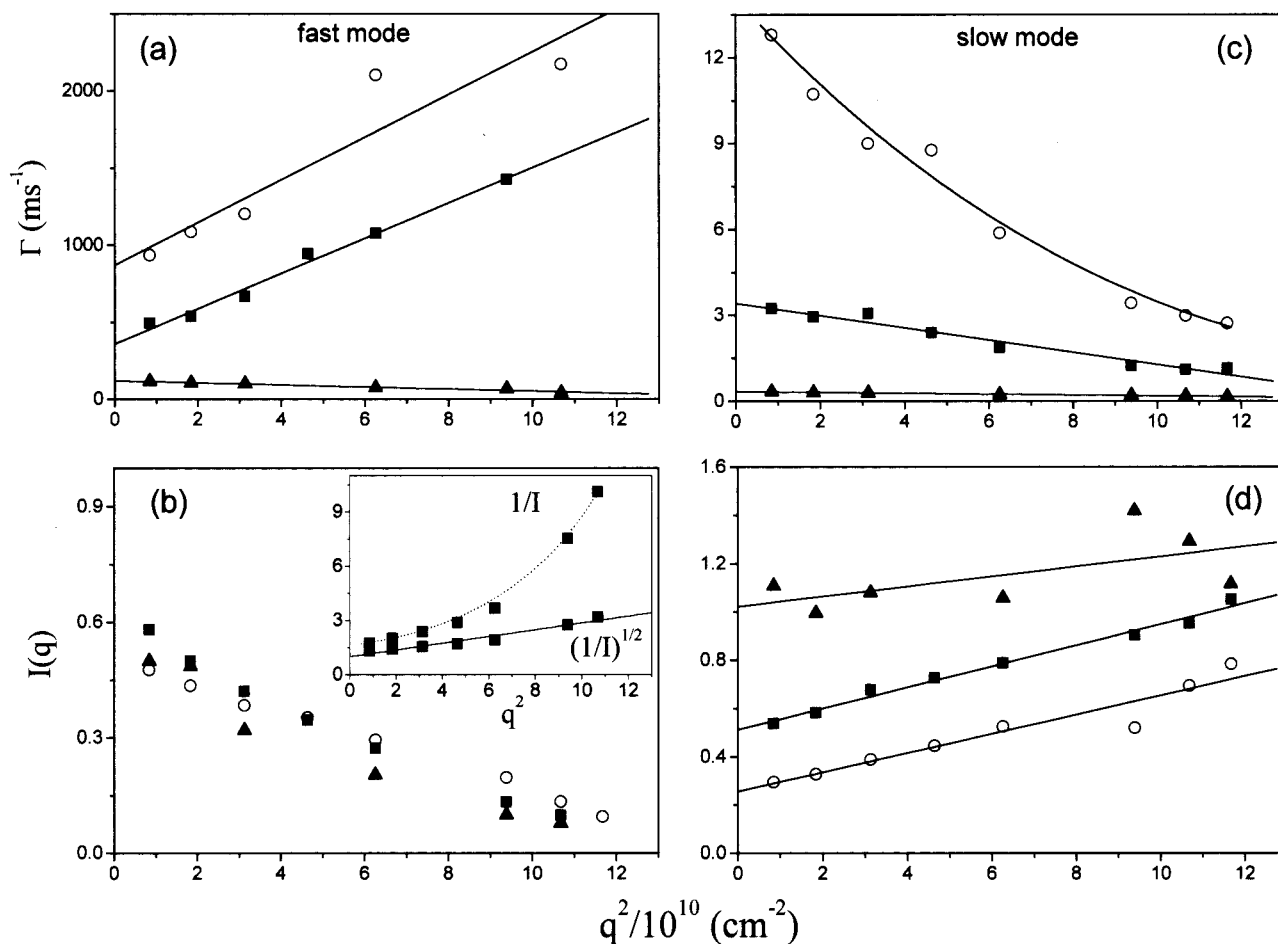 (a)
fast mode
2000
1000
0
Γ (ms⁻¹)
0 2 4 6 8 10 12
(c)
slow mode
12
9
6
3
0
0 2 4 6 8 10 12
(b)
0.9
0.6
0.3
0.0
I(q)
0 2 4 6 8 10 12
1/I
(1/I)^1/2
9
6
3
0
0 2 4 6 8 10 12
q²
(d)
1.6
1.2
0.8
0.4
0.0
0 2 4 6 8 10 12
q²/10¹⁰ (cm⁻²)